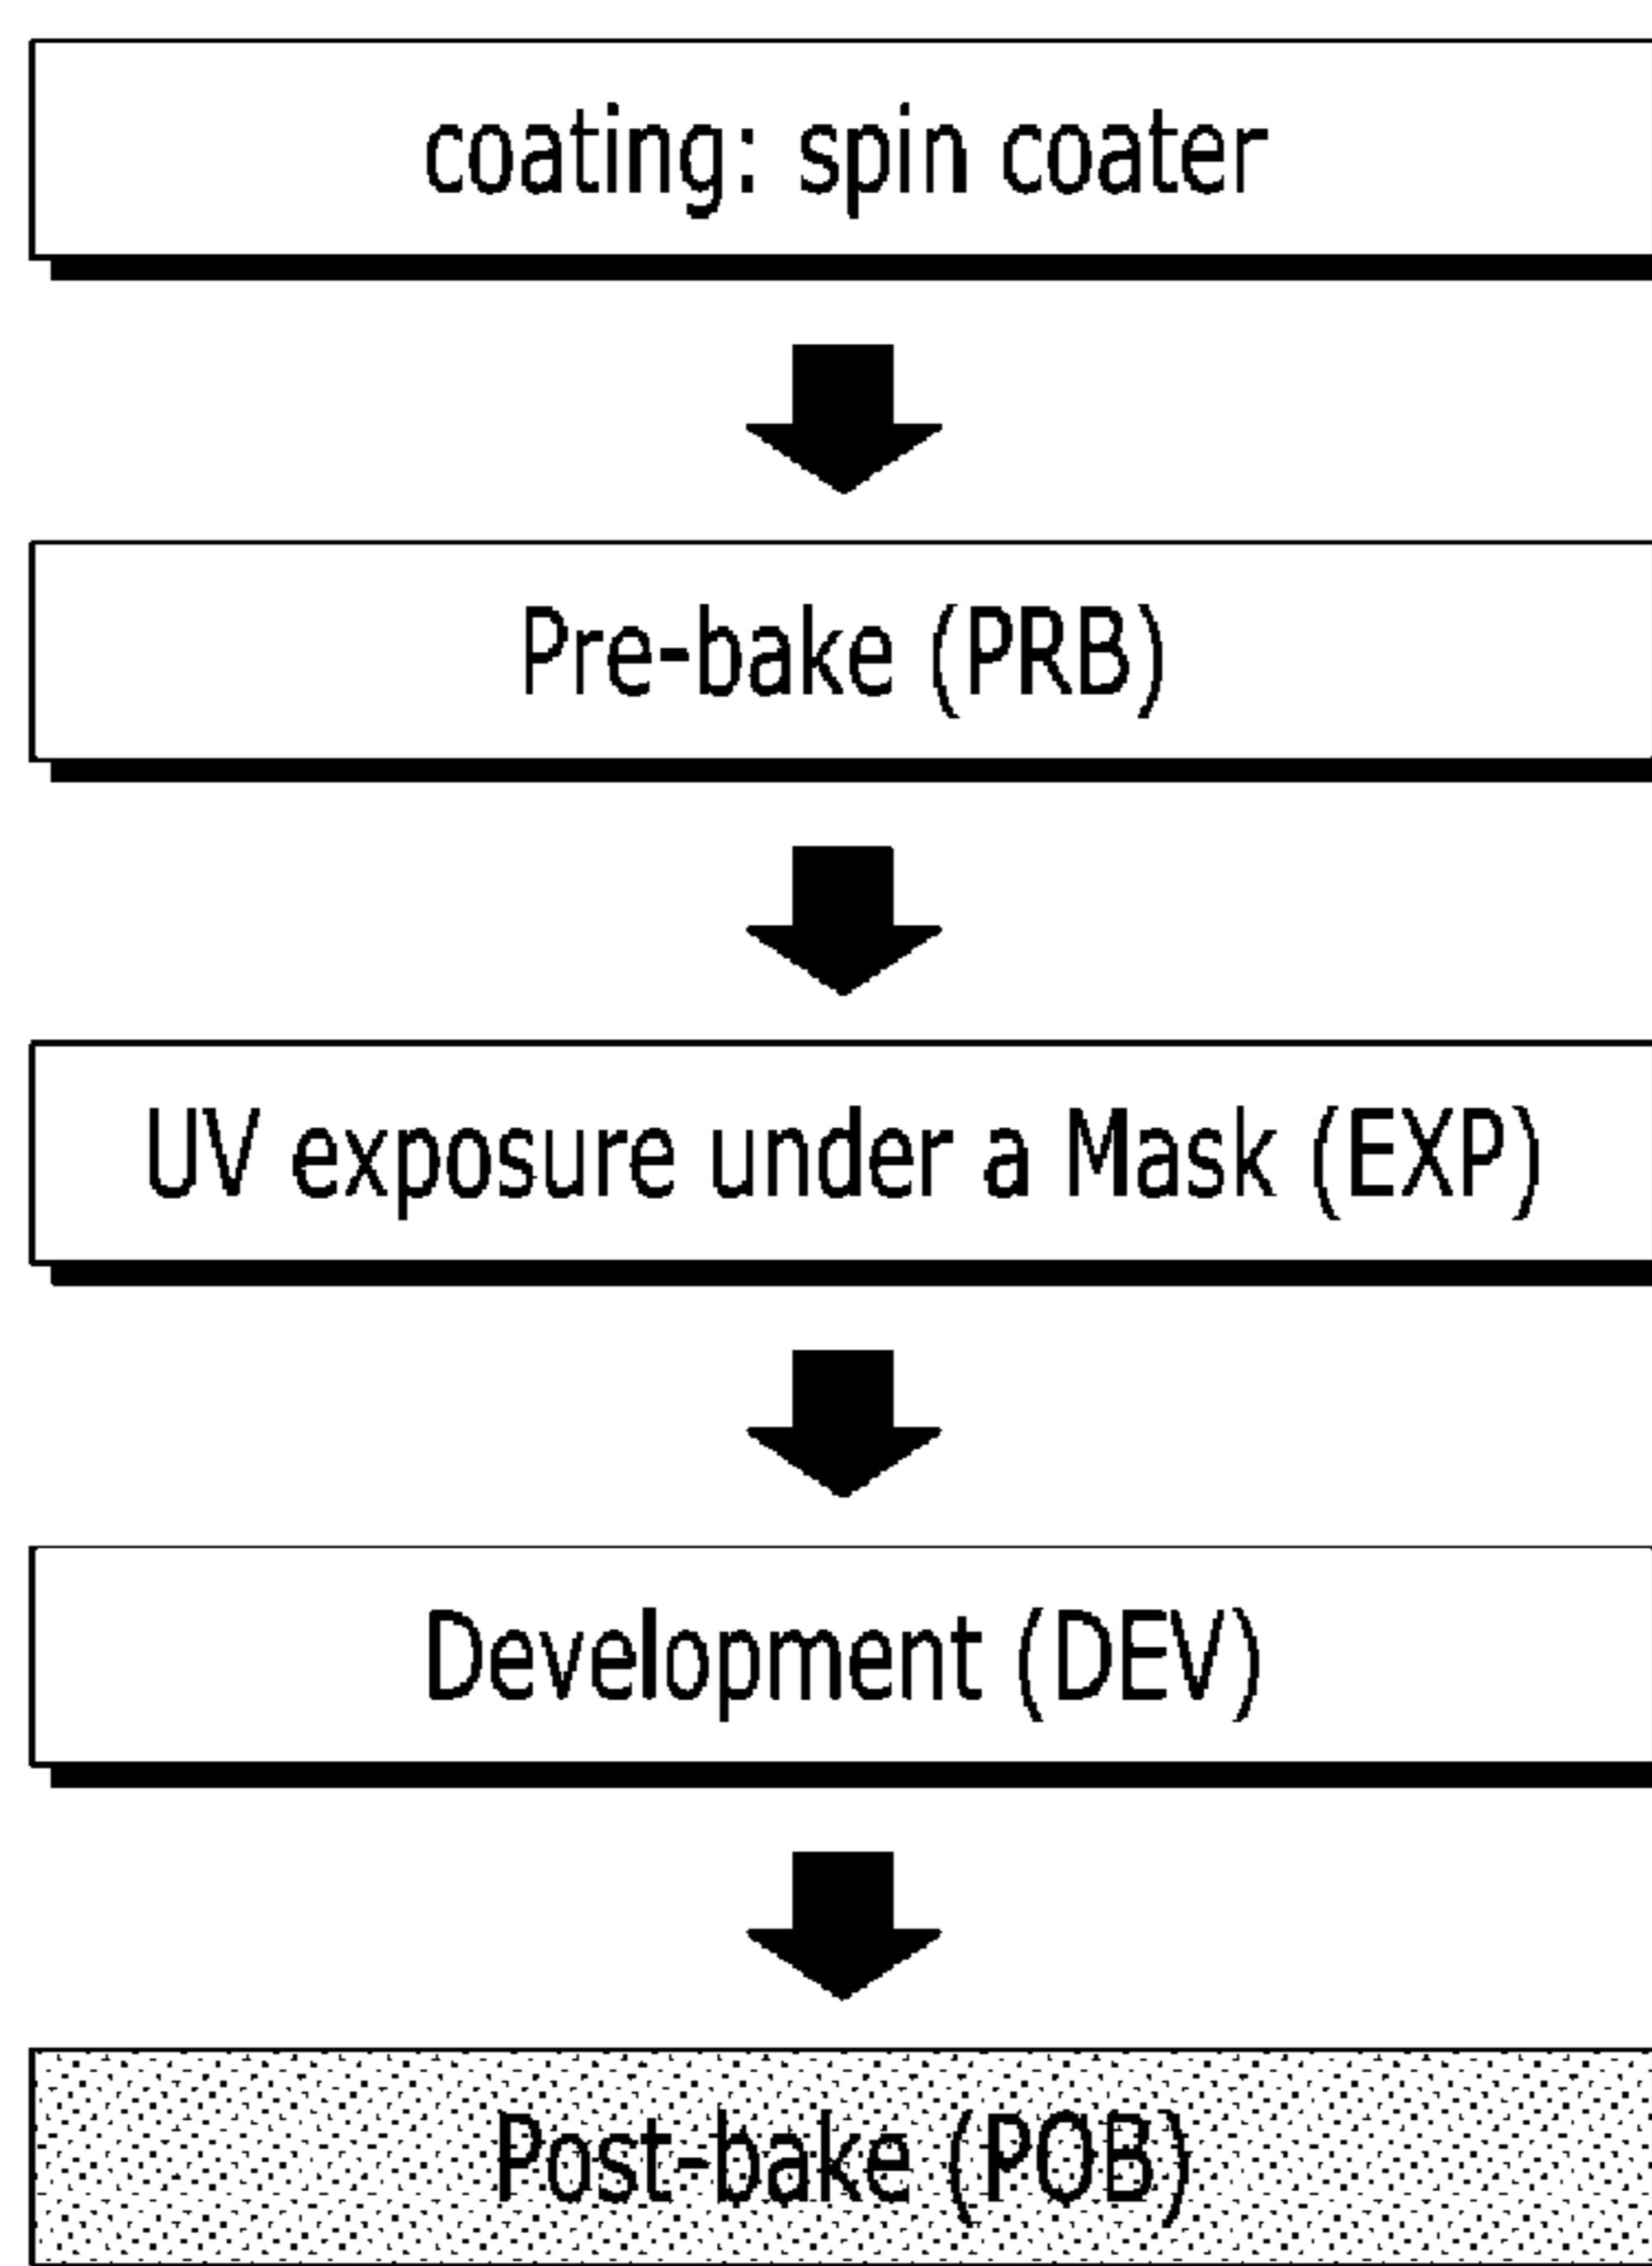 coating: spin coater
Pre-bake (PRB)
UV exposure under a Mask (EXP)
Development (DEV)
Post-bake (POB)